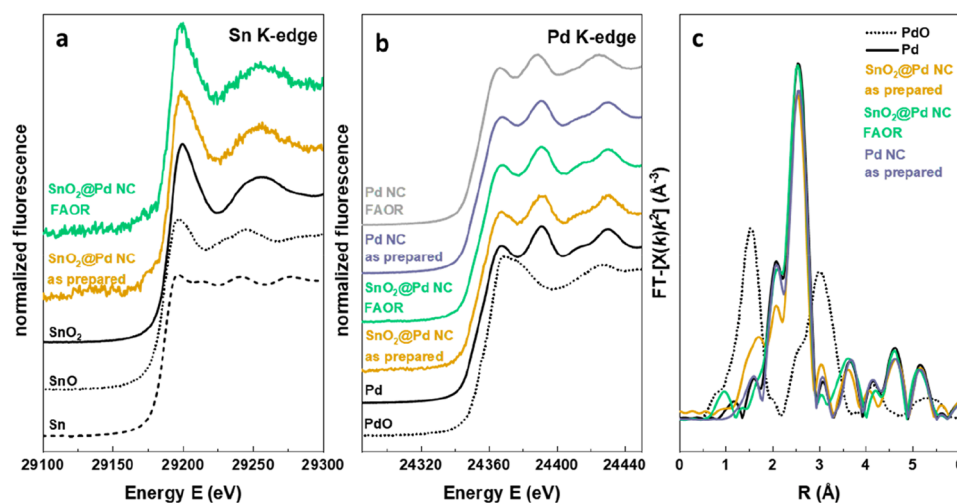 a
Sn K-edge
normalized fluorescence
SnO₂@Pd NC
FAOR
SnO₂@Pd NC
as prepared
SnO₂
SnO
Sn
29100 29150 29200 29250 29300
Energy E (eV)
b
Pd K-edge
normalized fluorescence
Pd NC
FAOR
Pd NC
as prepared
SnO₂@Pd NC
FAOR
SnO₂@Pd NC
as prepared
Pd
PdO
24320 24360 24400 24440
Energy E (eV)
c
FT-[X(k)k²] (Å⁻³)
PdO
Pd
SnO₂@Pd NC
as prepared
SnO₂@Pd NC
FAOR
Pd NC
as prepared
0 1 2 3 4 5 6
R (Å)